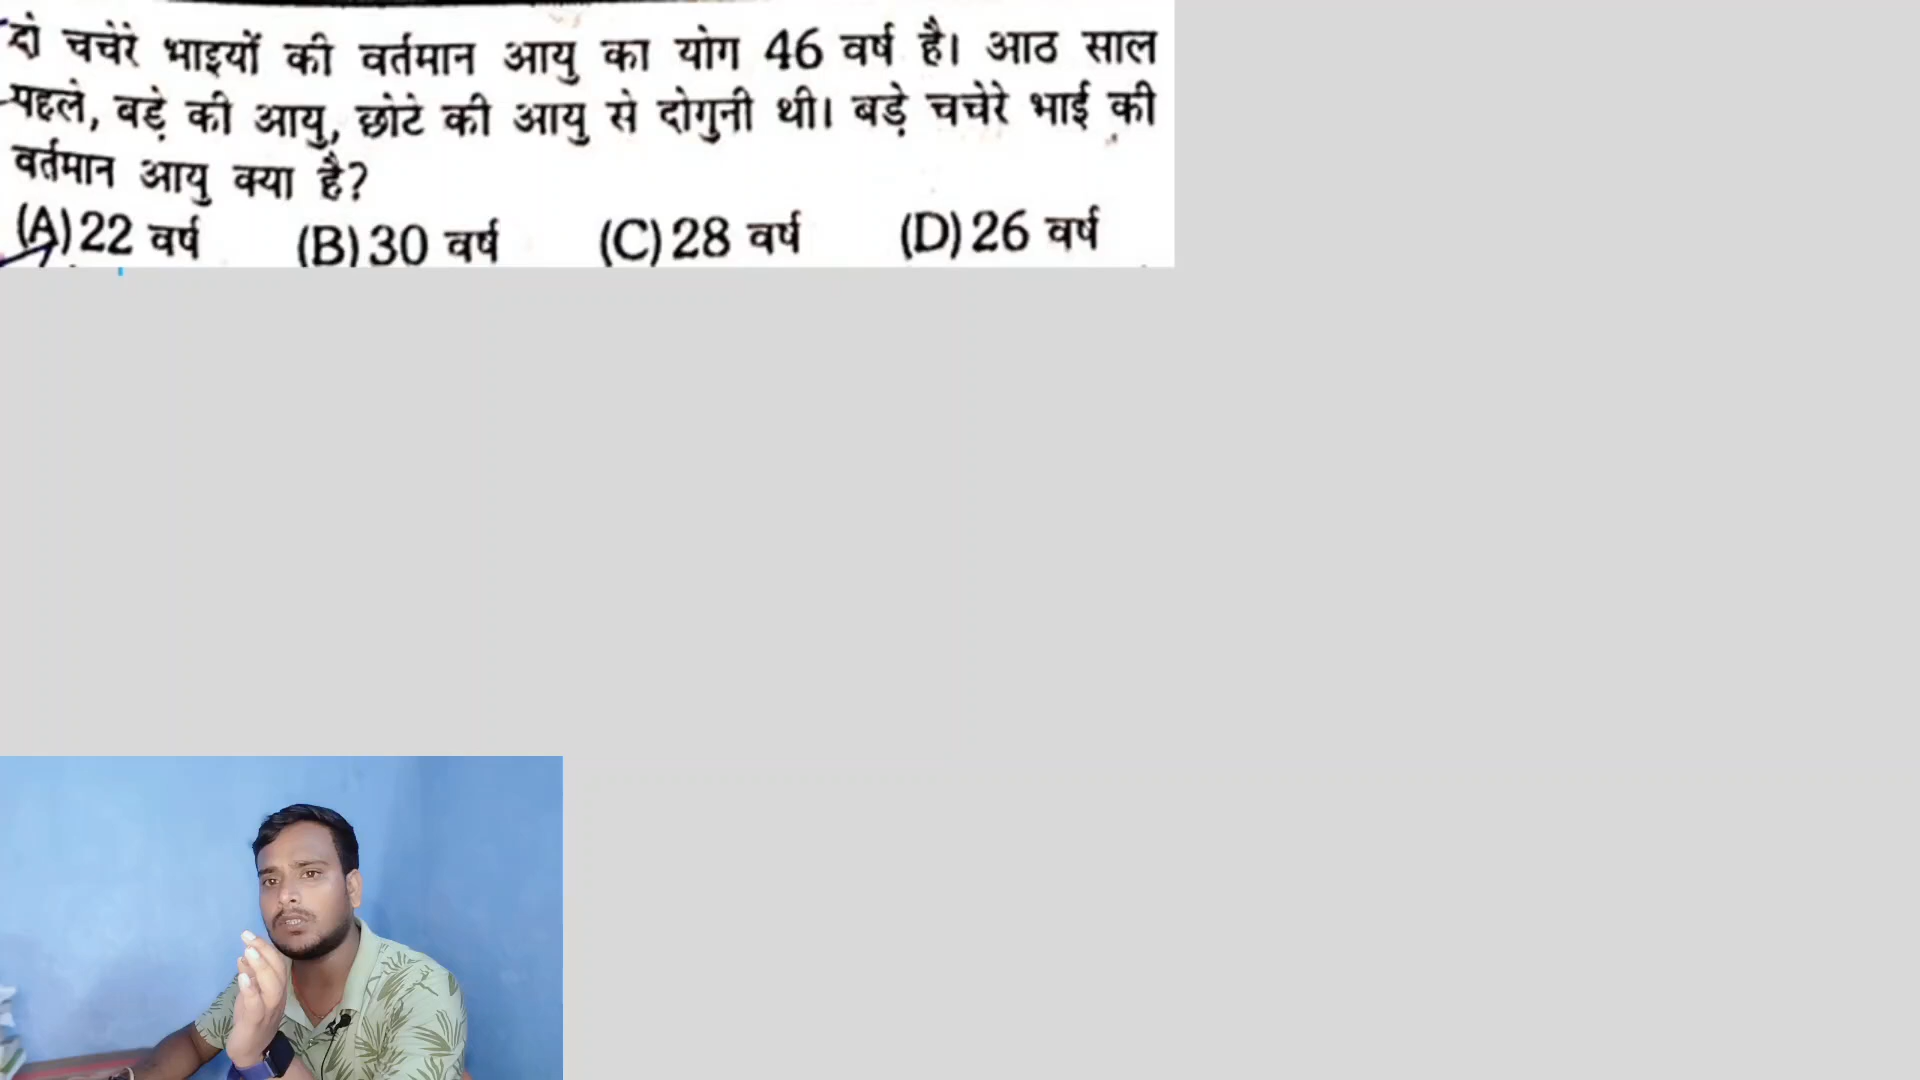 दो चचेरे भाइयों की वर्तमान आयु का योग 46 वर्ष है। आठ साल
पहले, बड़े की आयु, छोटे की आयु से दोगुनी थी। बड़े चचेरे भाई की
वर्तमान आयु क्या है?
(A) 22 वर्ष (B) 30 वर्ष (C) 28 वर्ष (D) 26 वर्ष